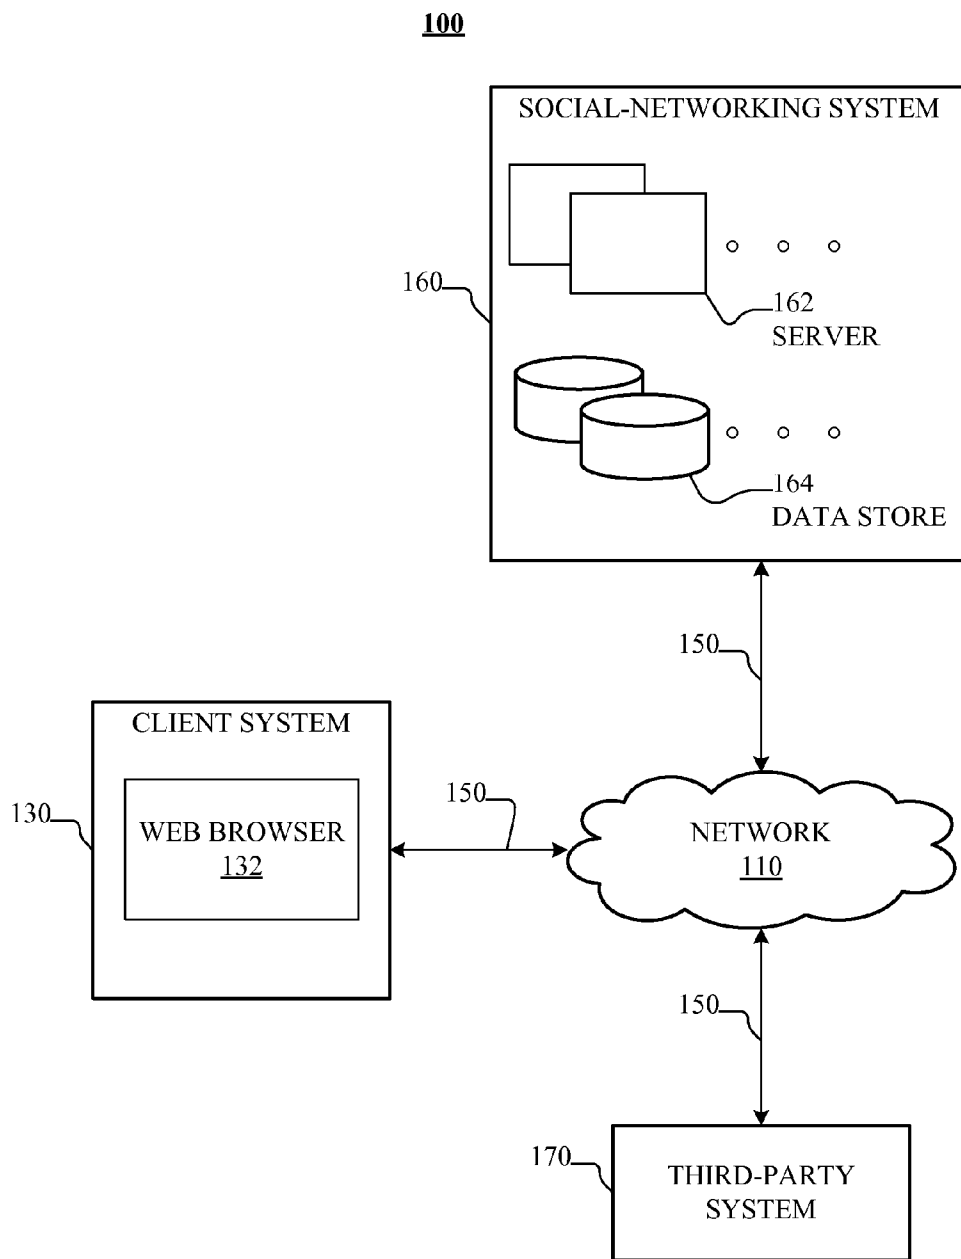 100
SOCIAL-NETWORKING SYSTEM
160
162
SERVER
164
DATA STORE
150
CLIENT SYSTEM
130
WEB BROWSER
132
150
NETWORK
110
150
170
THIRD-PARTY
SYSTEM